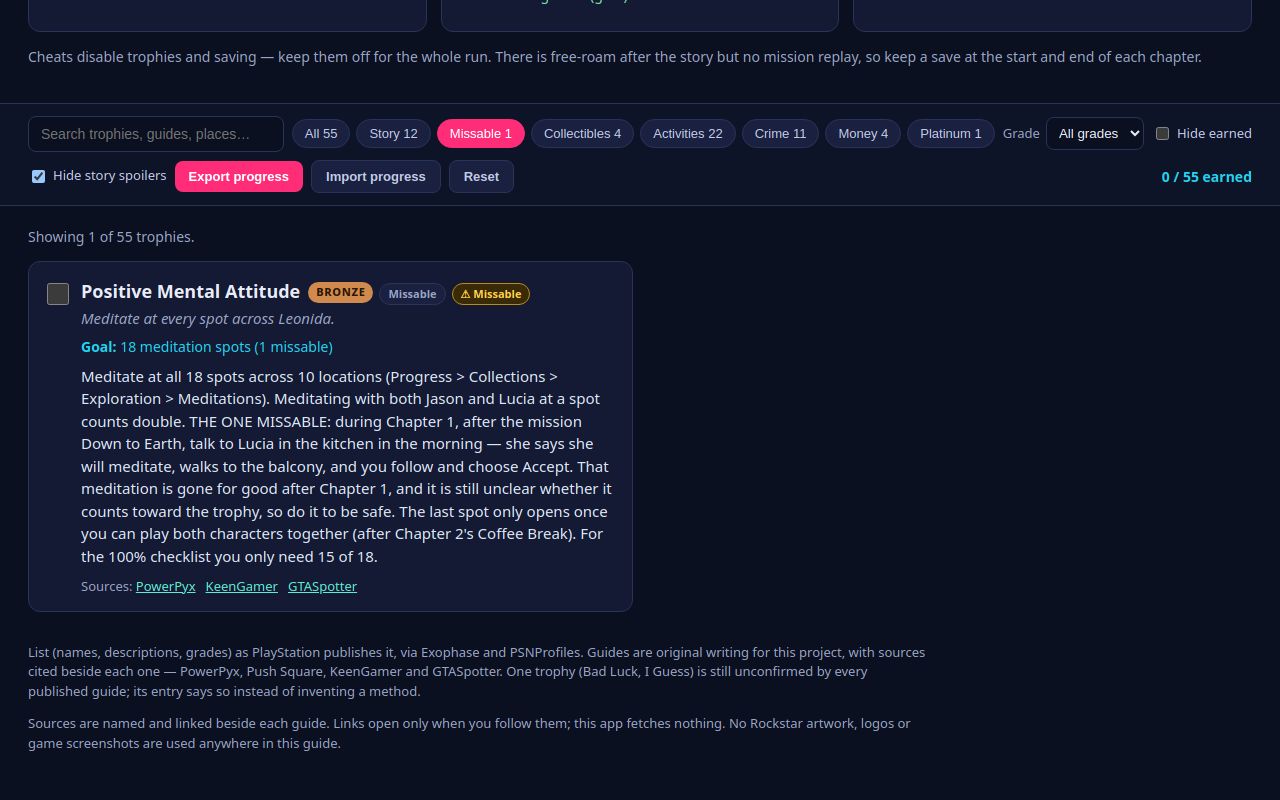 Cheats disable trophies and saving — keep them off for the whole run. There is free-roam after the story but no mission replay, so keep a save at the start and end of each chapter.
Search trophies, guides, places…
All 55
Story 12
Missable 1
Collectibles 4
Activities 22
Crime 11
Money 4
Platinum 1
Grade
All grades
Hide earned
Hide story spoilers
Export progress
Import progress
Reset
0 / 55 earned
Showing 1 of 55 trophies.
Positive Mental Attitude
BRONZE
Missable
⚠ Missable
Meditate at every spot across Leonida.
Goal: 18 meditation spots (1 missable)
Meditate at all 18 spots across 10 locations (Progress > Collections >
Exploration > Meditations). Meditating with both Jason and Lucia at a spot
counts double. THE ONE MISSABLE: during Chapter 1, after the mission
Down to Earth, talk to Lucia in the kitchen in the morning — she says she
will meditate, walks to the balcony, and you follow and choose Accept. That
meditation is gone for good after Chapter 1, and it is still unclear whether it
counts toward the trophy, so do it to be safe. The last spot only opens once
you can play both characters together (after Chapter 2's Coffee Break). For
the 100% checklist you only need 15 of 18.
Sources: PowerPyx KeenGamer GTASpotter
List (names, descriptions, grades) as PlayStation publishes it, via Exophase and PSNProfiles. Guides are original writing for this project, with sources
cited beside each one — PowerPyx, Push Square, KeenGamer and GTASpotter. One trophy (Bad Luck, I Guess) is still unconfirmed by every
published guide; its entry says so instead of inventing a method.
Sources are named and linked beside each guide. Links open only when you follow them; this app fetches nothing. No Rockstar artwork, logos or
game screenshots are used anywhere in this guide.